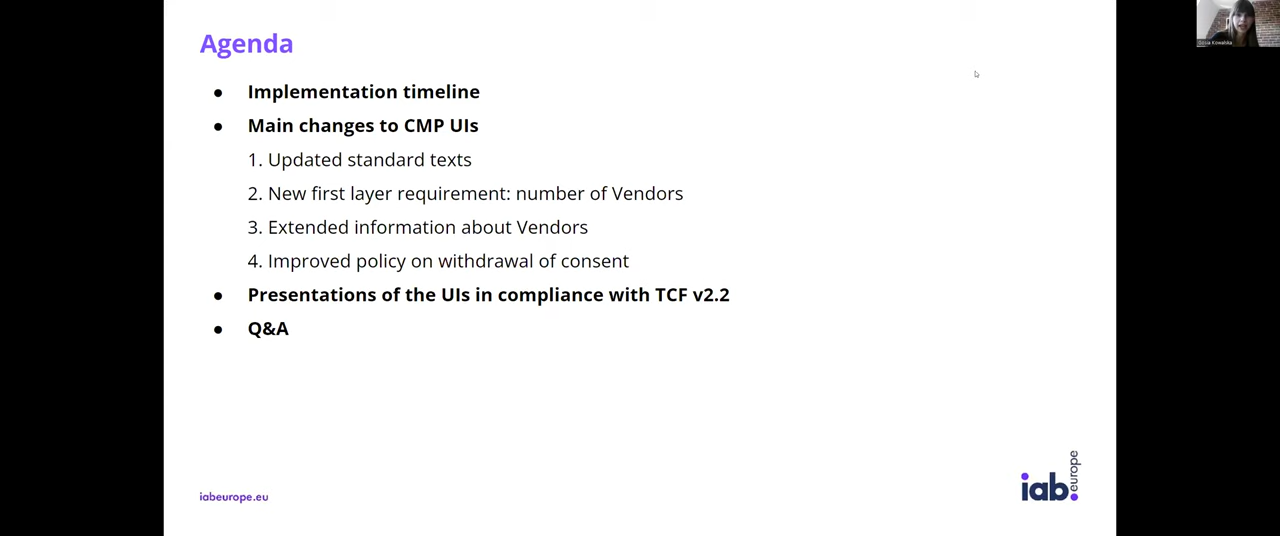 Agenda
● Implementation timeline
● Main changes to CMP UIs
1. Updated standard texts
2. New first layer requirement: number of Vendors
3. Extended information about Vendors
4. Improved policy on withdrawal of consent
● Presentations of the UIs in compliance with TCF v2.2
● Q&A
iabeurope.eu
iab. europe